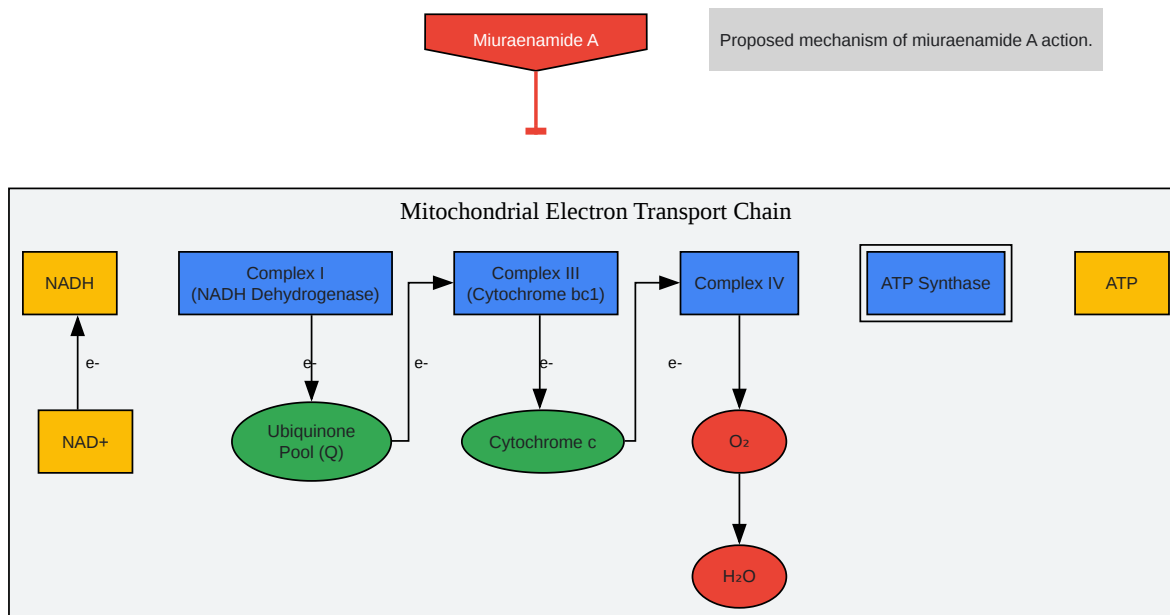 Miuraenamide A
Proposed mechanism of miuraenamide A action.
Mitochondrial Electron Transport Chain
NADH
Complex I
(NADH Dehydrogenase)
Complex III
(Cytochrome bc1)
Complex IV
ATP Synthase
ATP
e-
e-
e-
e-
e-
NAD+
Ubiquinone
Pool (Q)
Cytochrome c
O₂
H₂O